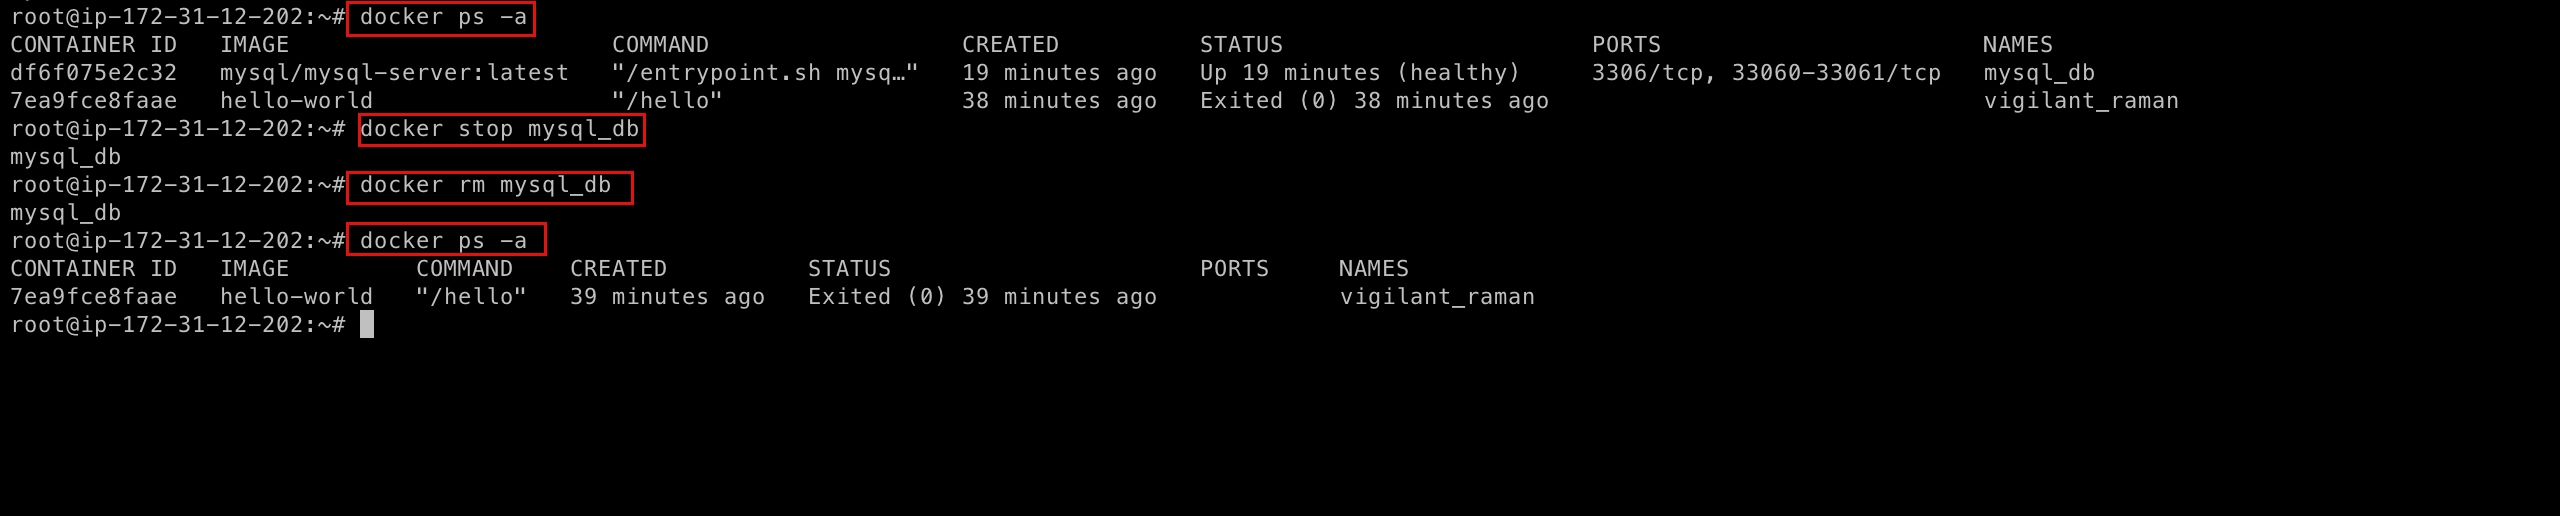 root@ip-172-31-12-202:~# docker ps -a
CONTAINER ID   IMAGE                       COMMAND                  CREATED          STATUS                      PORTS                       NAMES
df6f075e2c32   mysql/mysql-server:latest   "/entrypoint.sh mysq…"   19 minutes ago   Up 19 minutes (healthy)     3306/tcp, 33060-33061/tcp   mysql_db
7ea9fce8faae   hello-world                 "/hello"                 38 minutes ago   Exited (0) 38 minutes ago                               vigilant_raman
root@ip-172-31-12-202:~# docker stop mysql_db
mysql_db
root@ip-172-31-12-202:~# docker rm mysql_db
mysql_db
root@ip-172-31-12-202:~# docker ps -a
CONTAINER ID   IMAGE         COMMAND    CREATED          STATUS                      PORTS     NAMES
7ea9fce8faae   hello-world   "/hello"   39 minutes ago   Exited (0) 39 minutes ago             vigilant_raman
root@ip-172-31-12-202:~#